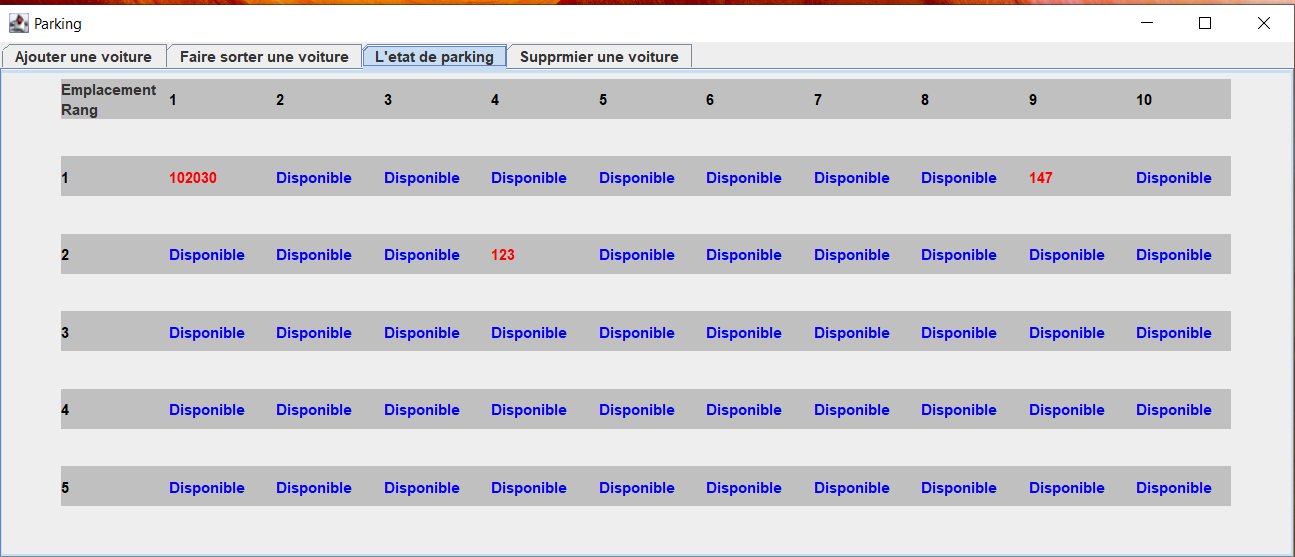 Parking
Ajouter une voiture Faire sorter une voiture L'etat de parking Supprmier une voiture
Emplacement
Rang 1 2 3 4 5 6 7 8 9 10
1 102030 Disponible Disponible Disponible Disponible Disponible Disponible Disponible 147 Disponible
2 Disponible Disponible Disponible 123 Disponible Disponible Disponible Disponible Disponible Disponible
3 Disponible Disponible Disponible Disponible Disponible Disponible Disponible Disponible Disponible Disponible
4 Disponible Disponible Disponible Disponible Disponible Disponible Disponible Disponible Disponible Disponible
5 Disponible Disponible Disponible Disponible Disponible Disponible Disponible Disponible Disponible Disponible